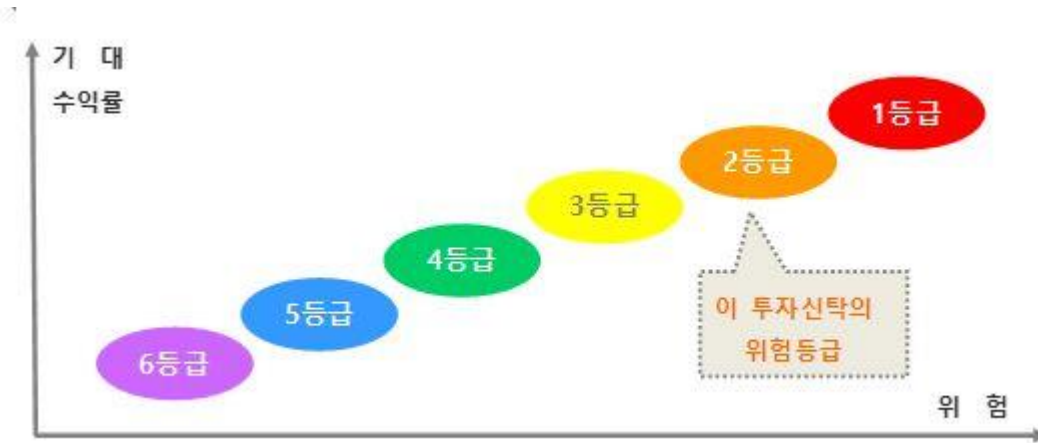 기 대
수익률
1등급
2등급
3등급
4등급
5등급
6등급
이 투자신탁의
위험등급
위 험